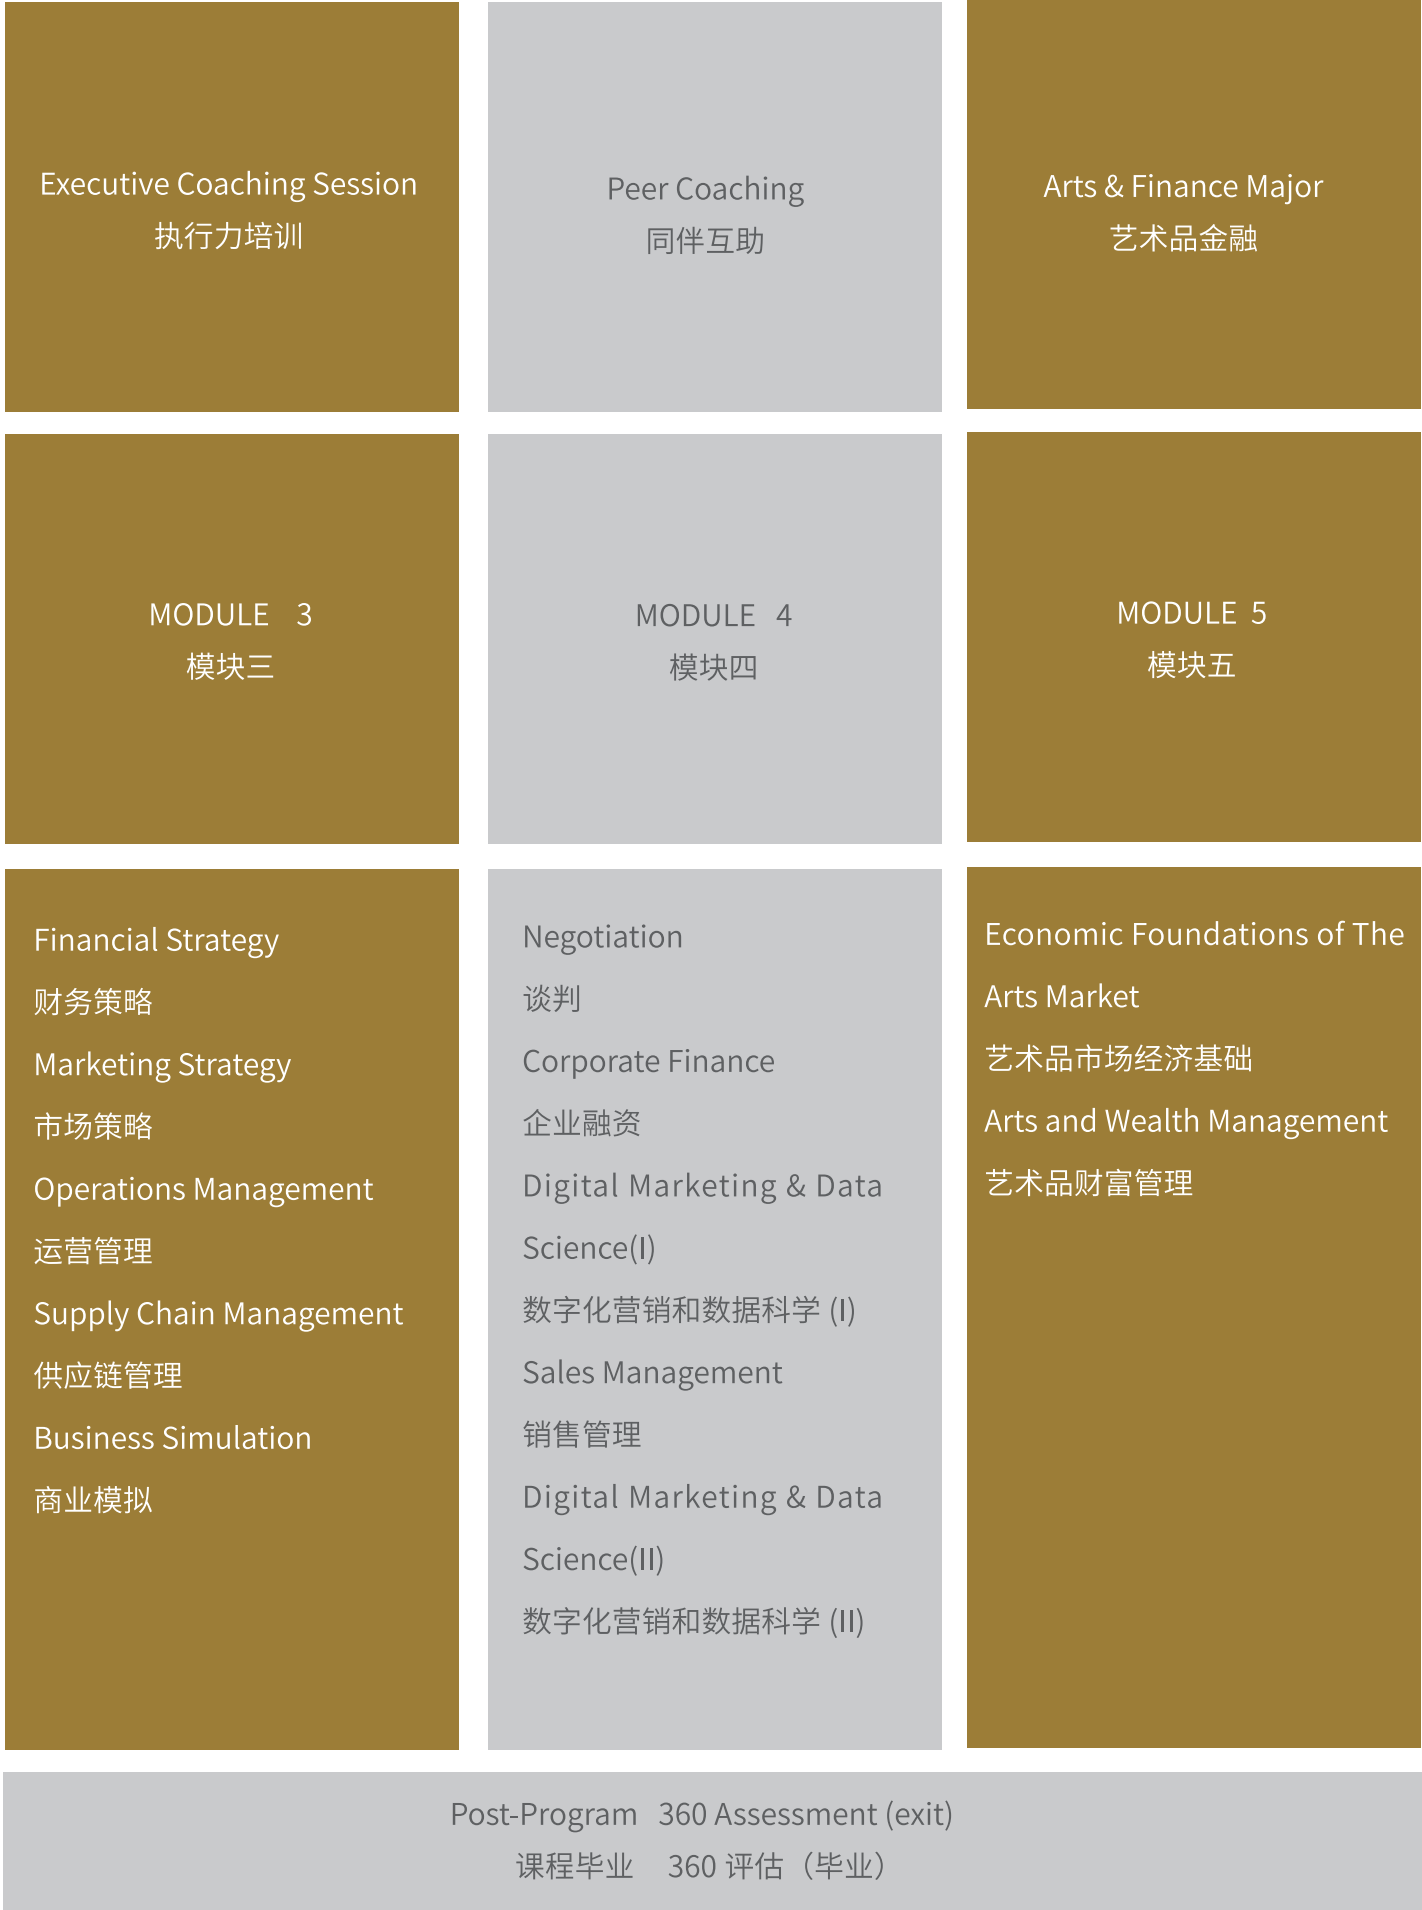 Executive Coaching Session
执行力培训
Peer Coaching
同伴互助
Arts & Finance Major
艺术品金融
MODULE 3
模块三
MODULE 4
模块四
MODULE 5
模块五
Financial Strategy
财务策略
Marketing Strategy
市场策略
Operations Management
运营管理
Supply Chain Management
供应链管理
Business Simulation
商业模拟
Negotiation
谈判
Corporate Finance
企业融资
Digital Marketing & Data
Science(I)
数字化营销和数据科学 (I)
Sales Management
销售管理
Digital Marketing & Data
Science(II)
数字化营销和数据科学 (II)
Economic Foundations of The
Arts Market
艺术品市场经济基础
Arts and Wealth Management
艺术品财富管理
Post-Program 360 Assessment (exit)
课程毕业 360 评估（毕业）